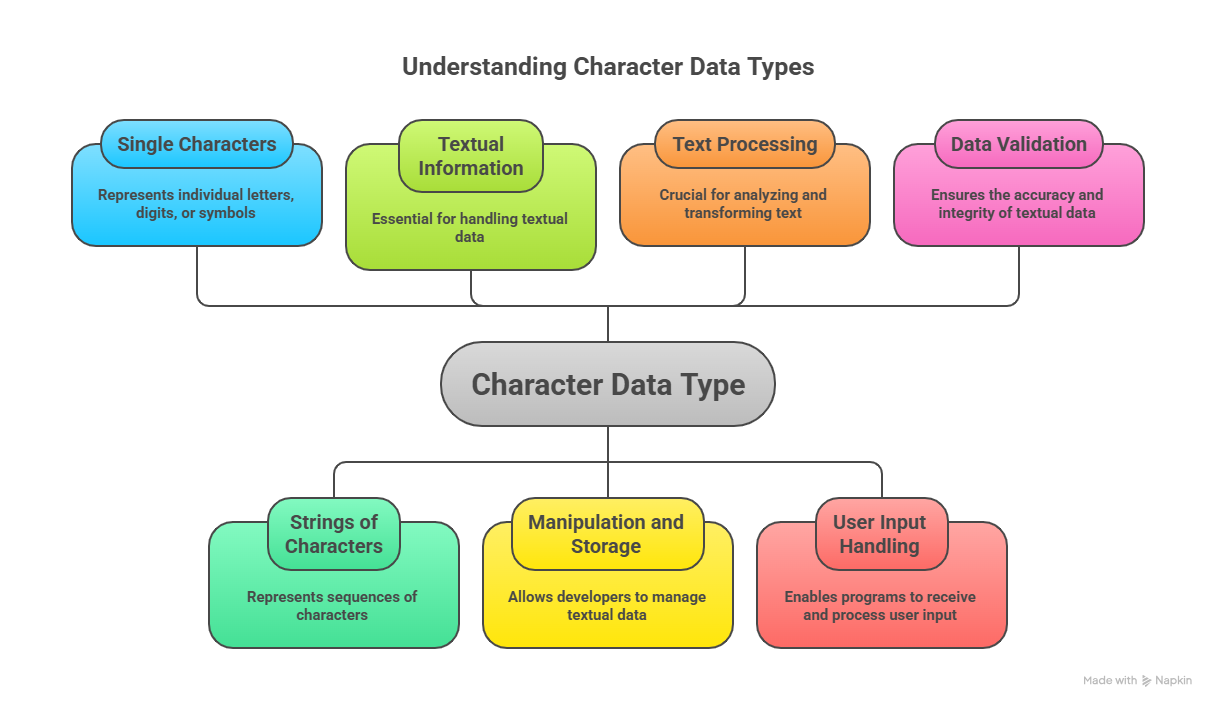 Understanding Character Data Types
Single Characters
Represents individual letters,
digits, or symbols
Textual
Information
Essential for handling textual
data
Text Processing
Crucial for analyzing and
transforming text
Data Validation
Ensures the accuracy and
integrity of textual data
Character Data Type
Strings of
Characters
Represents sequences of
characters
Manipulation and
Storage
Allows developers to manage
textual data
User Input
Handling
Enables programs to receive
and process user input
Made with Napkin